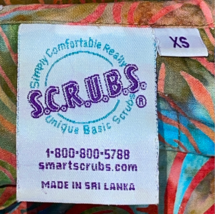 Simply Comfortable Really
XS
S.C.R.U.B.S.®
Unique Basic Scrubs
1-800-800-5788
smartscrubs.com
MADE IN SRI LANKA